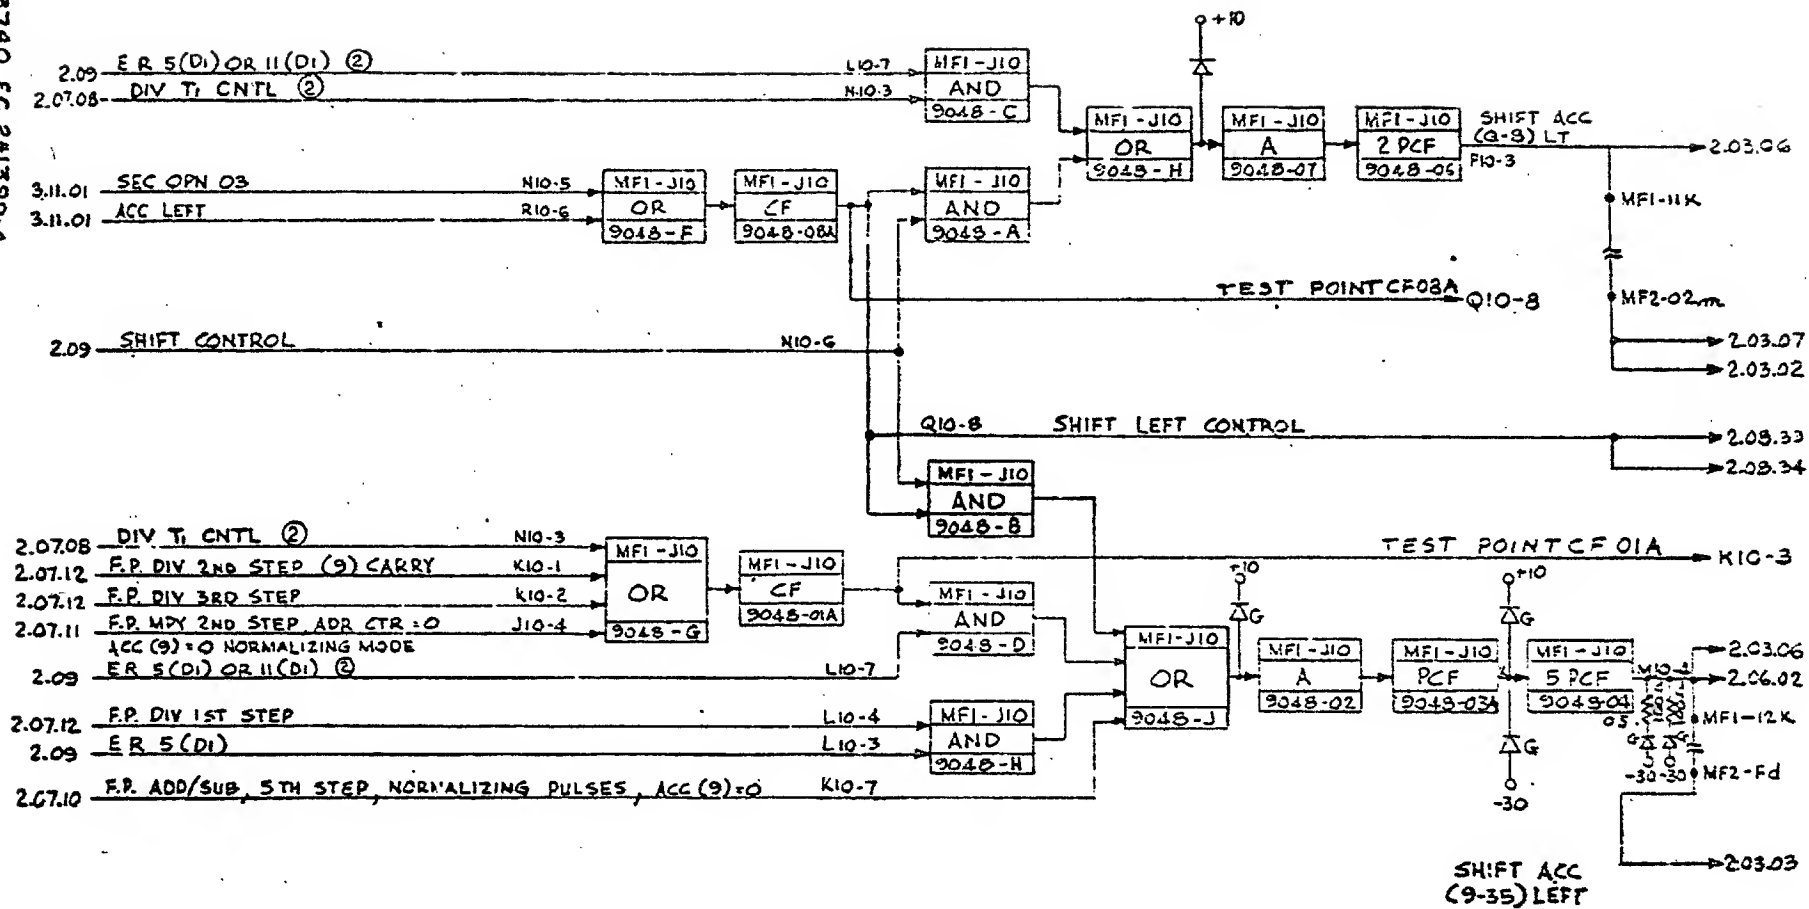 +10
2.09 E R 5(D1) OR 11(D1) ② L10-7
2.07.08 DIV T1 CNTL ② N10-3
MF1-J10
AND
9048-C
MF1-J10
OR
9048-H
MF1-J10
A
9048-07
MF1-J10
2 PCF
9048-06
SHIFT ACC
(Q-8) LT
P10-3
2.03.06
3.11.01 SEC OPN 03 N10-5
3.11.01 ACC LEFT R10-6
MF1-J10
OR
9048-F
MF1-J10
CF
9048-08A
MF1-J10
AND
9048-A
MF1-11K
TEST POINT CF08A Q10-8
MF2-02m
2.09 SHIFT CONTROL N10-6
2.03.07
2.03.02
Q10-8 SHIFT LEFT CONTROL
2.08.33
2.08.34
MF1-J10
AND
9048-B
2.07.08 DIV T1 CNTL ② N10-3
2.07.12 F.P. DIV 2ND STEP (9) CARRY K10-1
2.07.12 F.P. DIV 3RD STEP K10-2
2.07.11 F.P. MPY 2ND STEP, ADR CTR=0 J10-4
ACC (9)=0 NORMALIZING MODE
2.09 E R 5(D1) OR 11(D1) ② L10-7
MF1-J10
OR
9048-G
MF1-J10
CF
9048-01A
TEST POINT CF 01A K10-3
MF1-J10
AND
9048-D
2.07.12 F.P. DIV 1ST STEP L10-4
2.09 E R 5(D1) L10-3
MF1-J10
AND
9048-H
2.07.10 F.P. ADD/SUB, 5TH STEP, NORMALIZING PULSES, ACC (9)=0 K10-7
MF1-J10
OR
9048-J
+10
G
MF1-J10
A
9048-02
MF1-J10
PCF
9048-03A
+10
G
G
-30
MF1-J10
5 PCF
9048-04
2.03.06
2.06.02
MF1-12K
G
G
-30 -30
MF2-Fd
2.03.03
SHIFT ACC
(9-35) LEFT